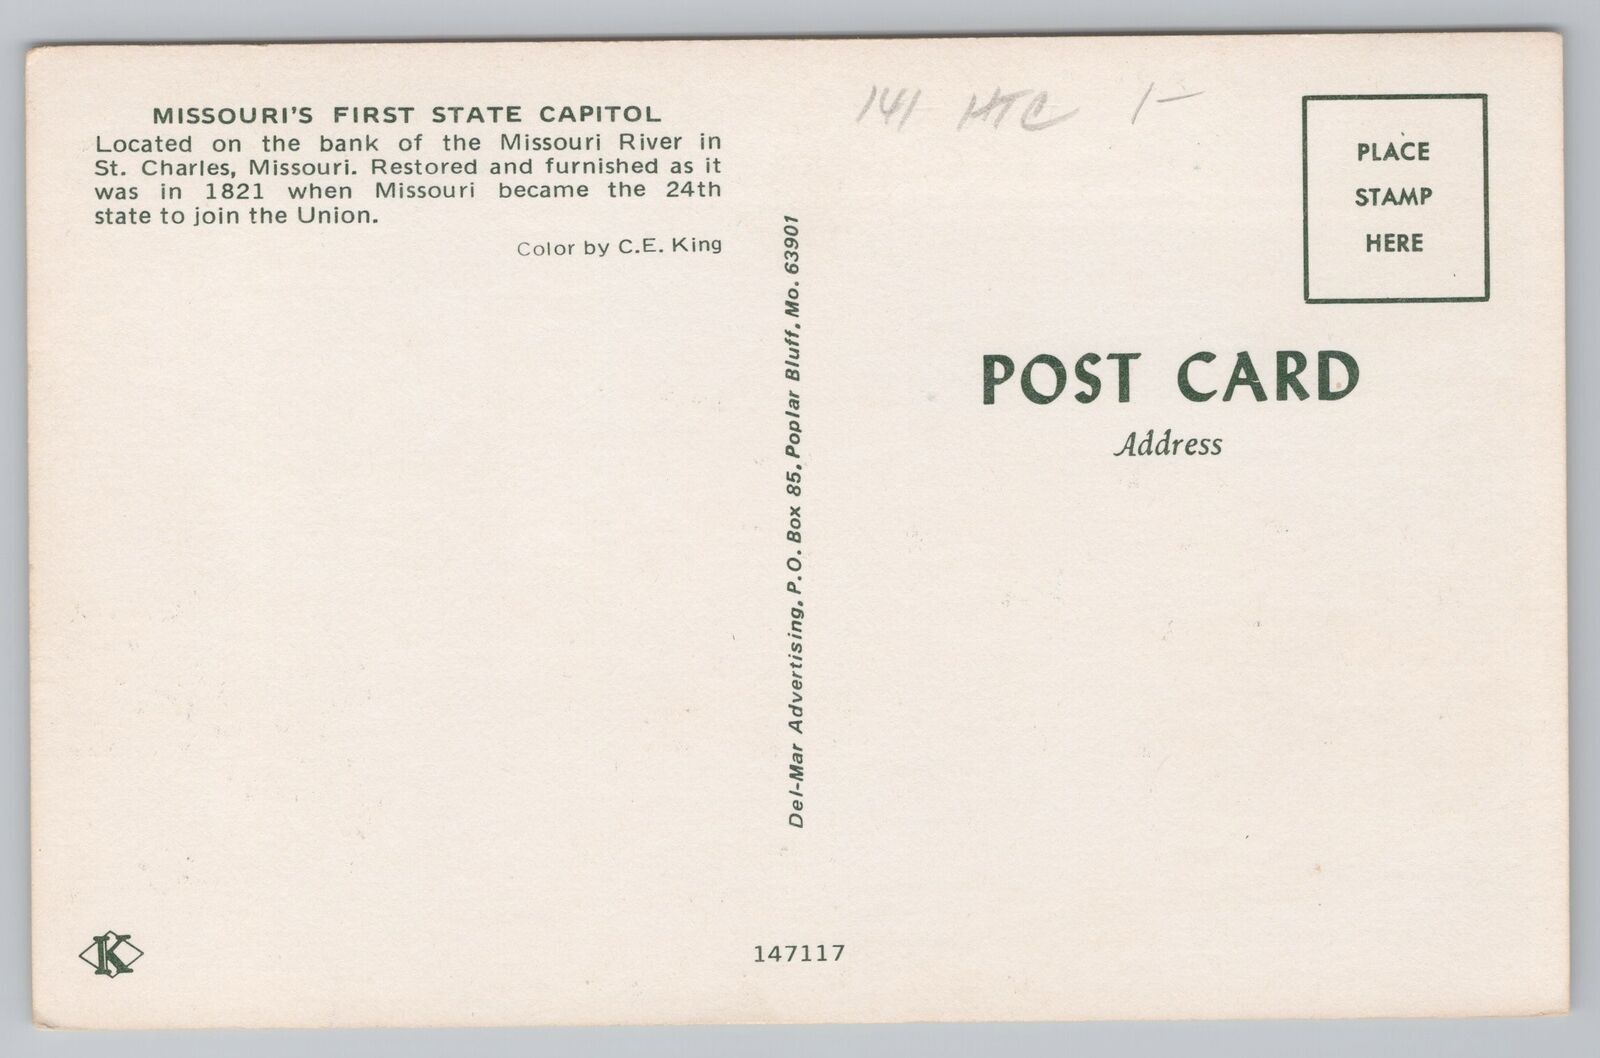 MISSOURI'S FIRST STATE CAPITOL
Located on the bank of the Missouri River in
St. Charles, Missouri. Restored and furnished as it
was in 1821 when Missouri became the 24th
state to join the Union.
Color by C.E. King
Del-Mar Advertising, P.O. Box 85, Poplar Bluff, Mo. 63901
141 HTC 1-
PLACE
STAMP
HERE
POST CARD
Address
K
147117